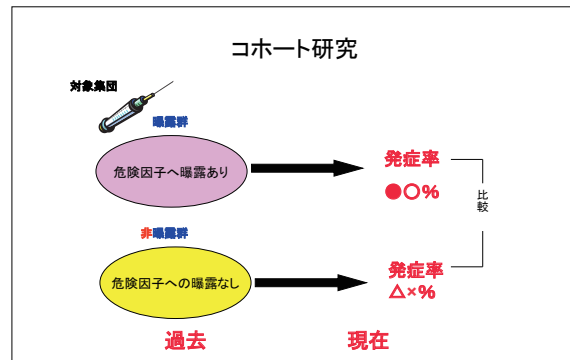 コホート研究
対象集団
曝露群
危険因子へ曝露あり
発症率
●○%
比較
非曝露群
危険因子への曝露なし
発症率
△×%
過去
現在